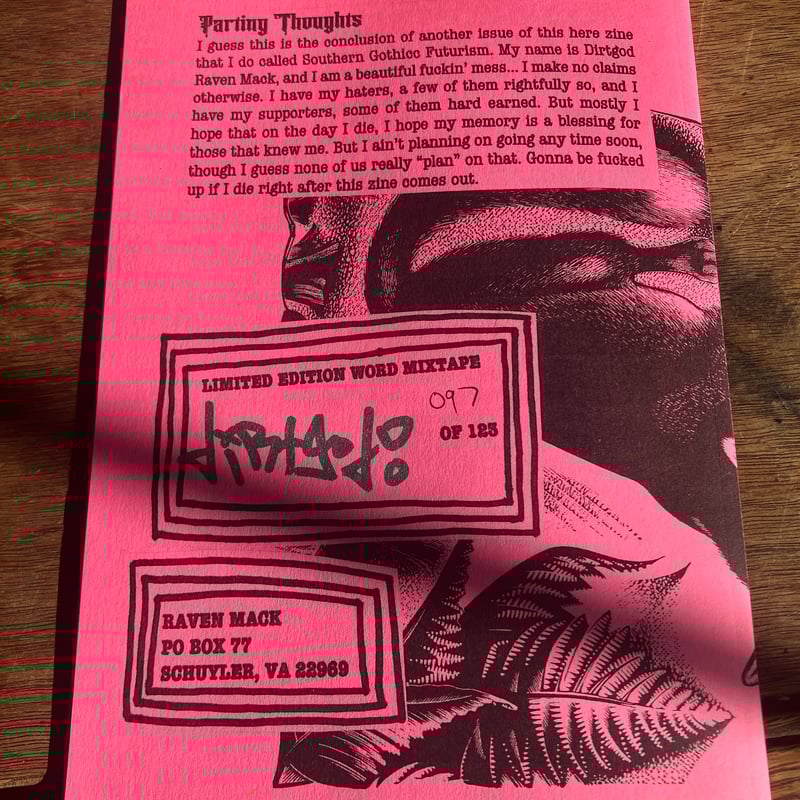 Parting Thoughts
I guess this is the conclusion of another issue of this here zine
that I do called Southern Gothicc Futurism. My name is Dirtgod
Raven Mack, and I am a beautiful fuckin' mess... I make no claims
otherwise. I have my haters, a few of them rightfully so, and I
have my supporters, some of them hard earned. But mostly I
hope that on the day I die, I hope my memory is a blessing for
those that knew me. But I ain't planning on going any time soon,
though I guess none of us really "plan" on that. Gonna be fucked
up if I die right after this zine comes out.
LIMITED EDITION WORD MIXTAPE
097
dirtgod
OF 123
RAVEN MACK
PO BOX 77
SCHUYLER, VA 22969